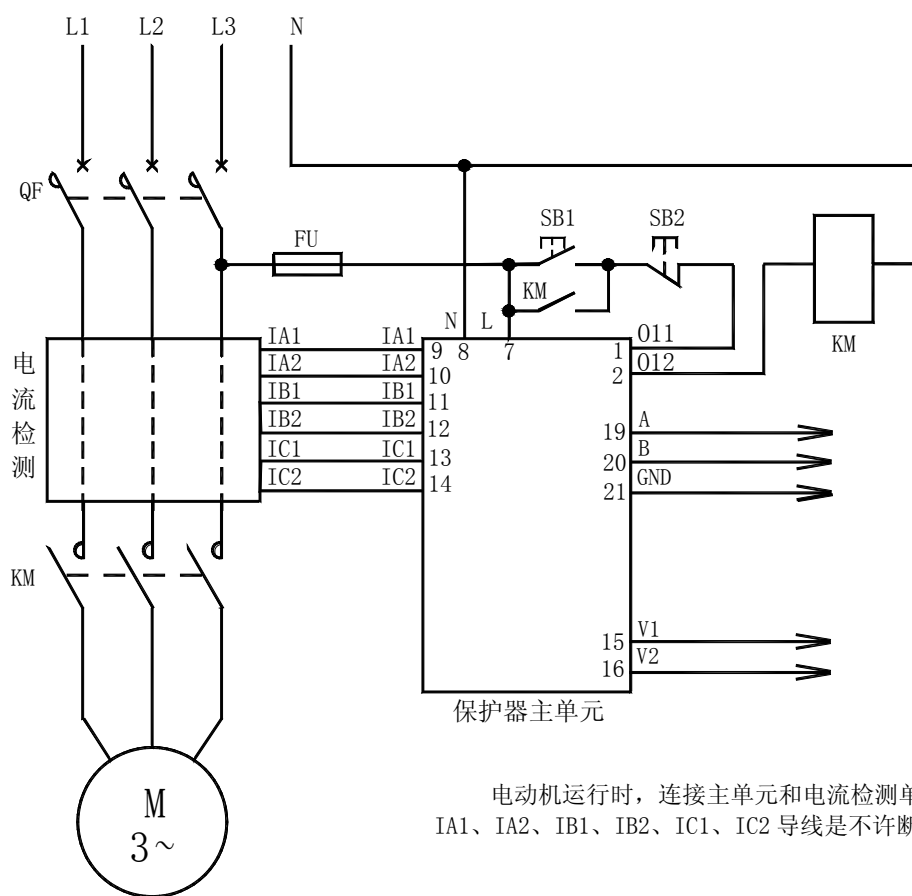 L1 L2 L3 N
QF
FU
SB1 SB2
KM
KM
N L
8 7
电流检测
IA1 IA1 9
IA2 IA2 10
IB1 IB1 11
IB2 IB2 12
IC1 IC1 13
IC2 IC2 14
1 O11
2 O12
19 A
20 B
21 GND
KM
15 V1
16 V2
保护器主单元
M
3~
电动机运行时，连接主单元和电流检测单
IA1、IA2、IB1、IB2、IC1、IC2 导线是不许断